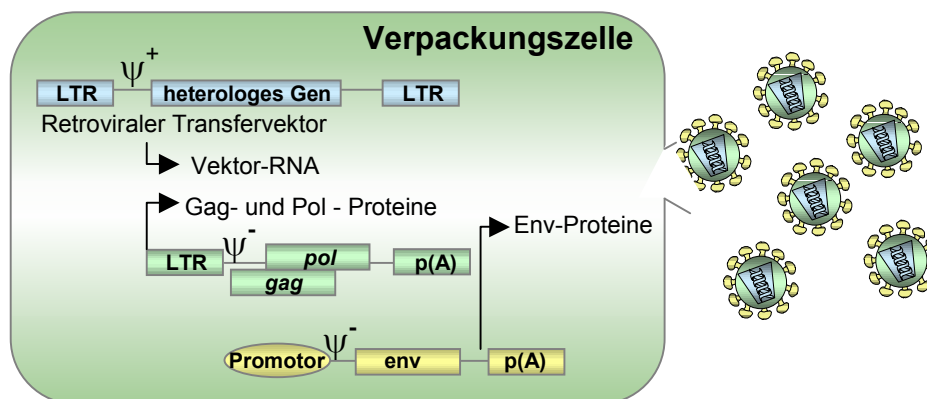 Verpackungszelle
ψ+
LTR heterologes Gen LTR
Retroviraler Transfervektor
Vektor-RNA
Gag- und Pol - Proteine
Env-Proteine
ψ-
LTR pol p(A)
gag
ψ-
Promotor env p(A)